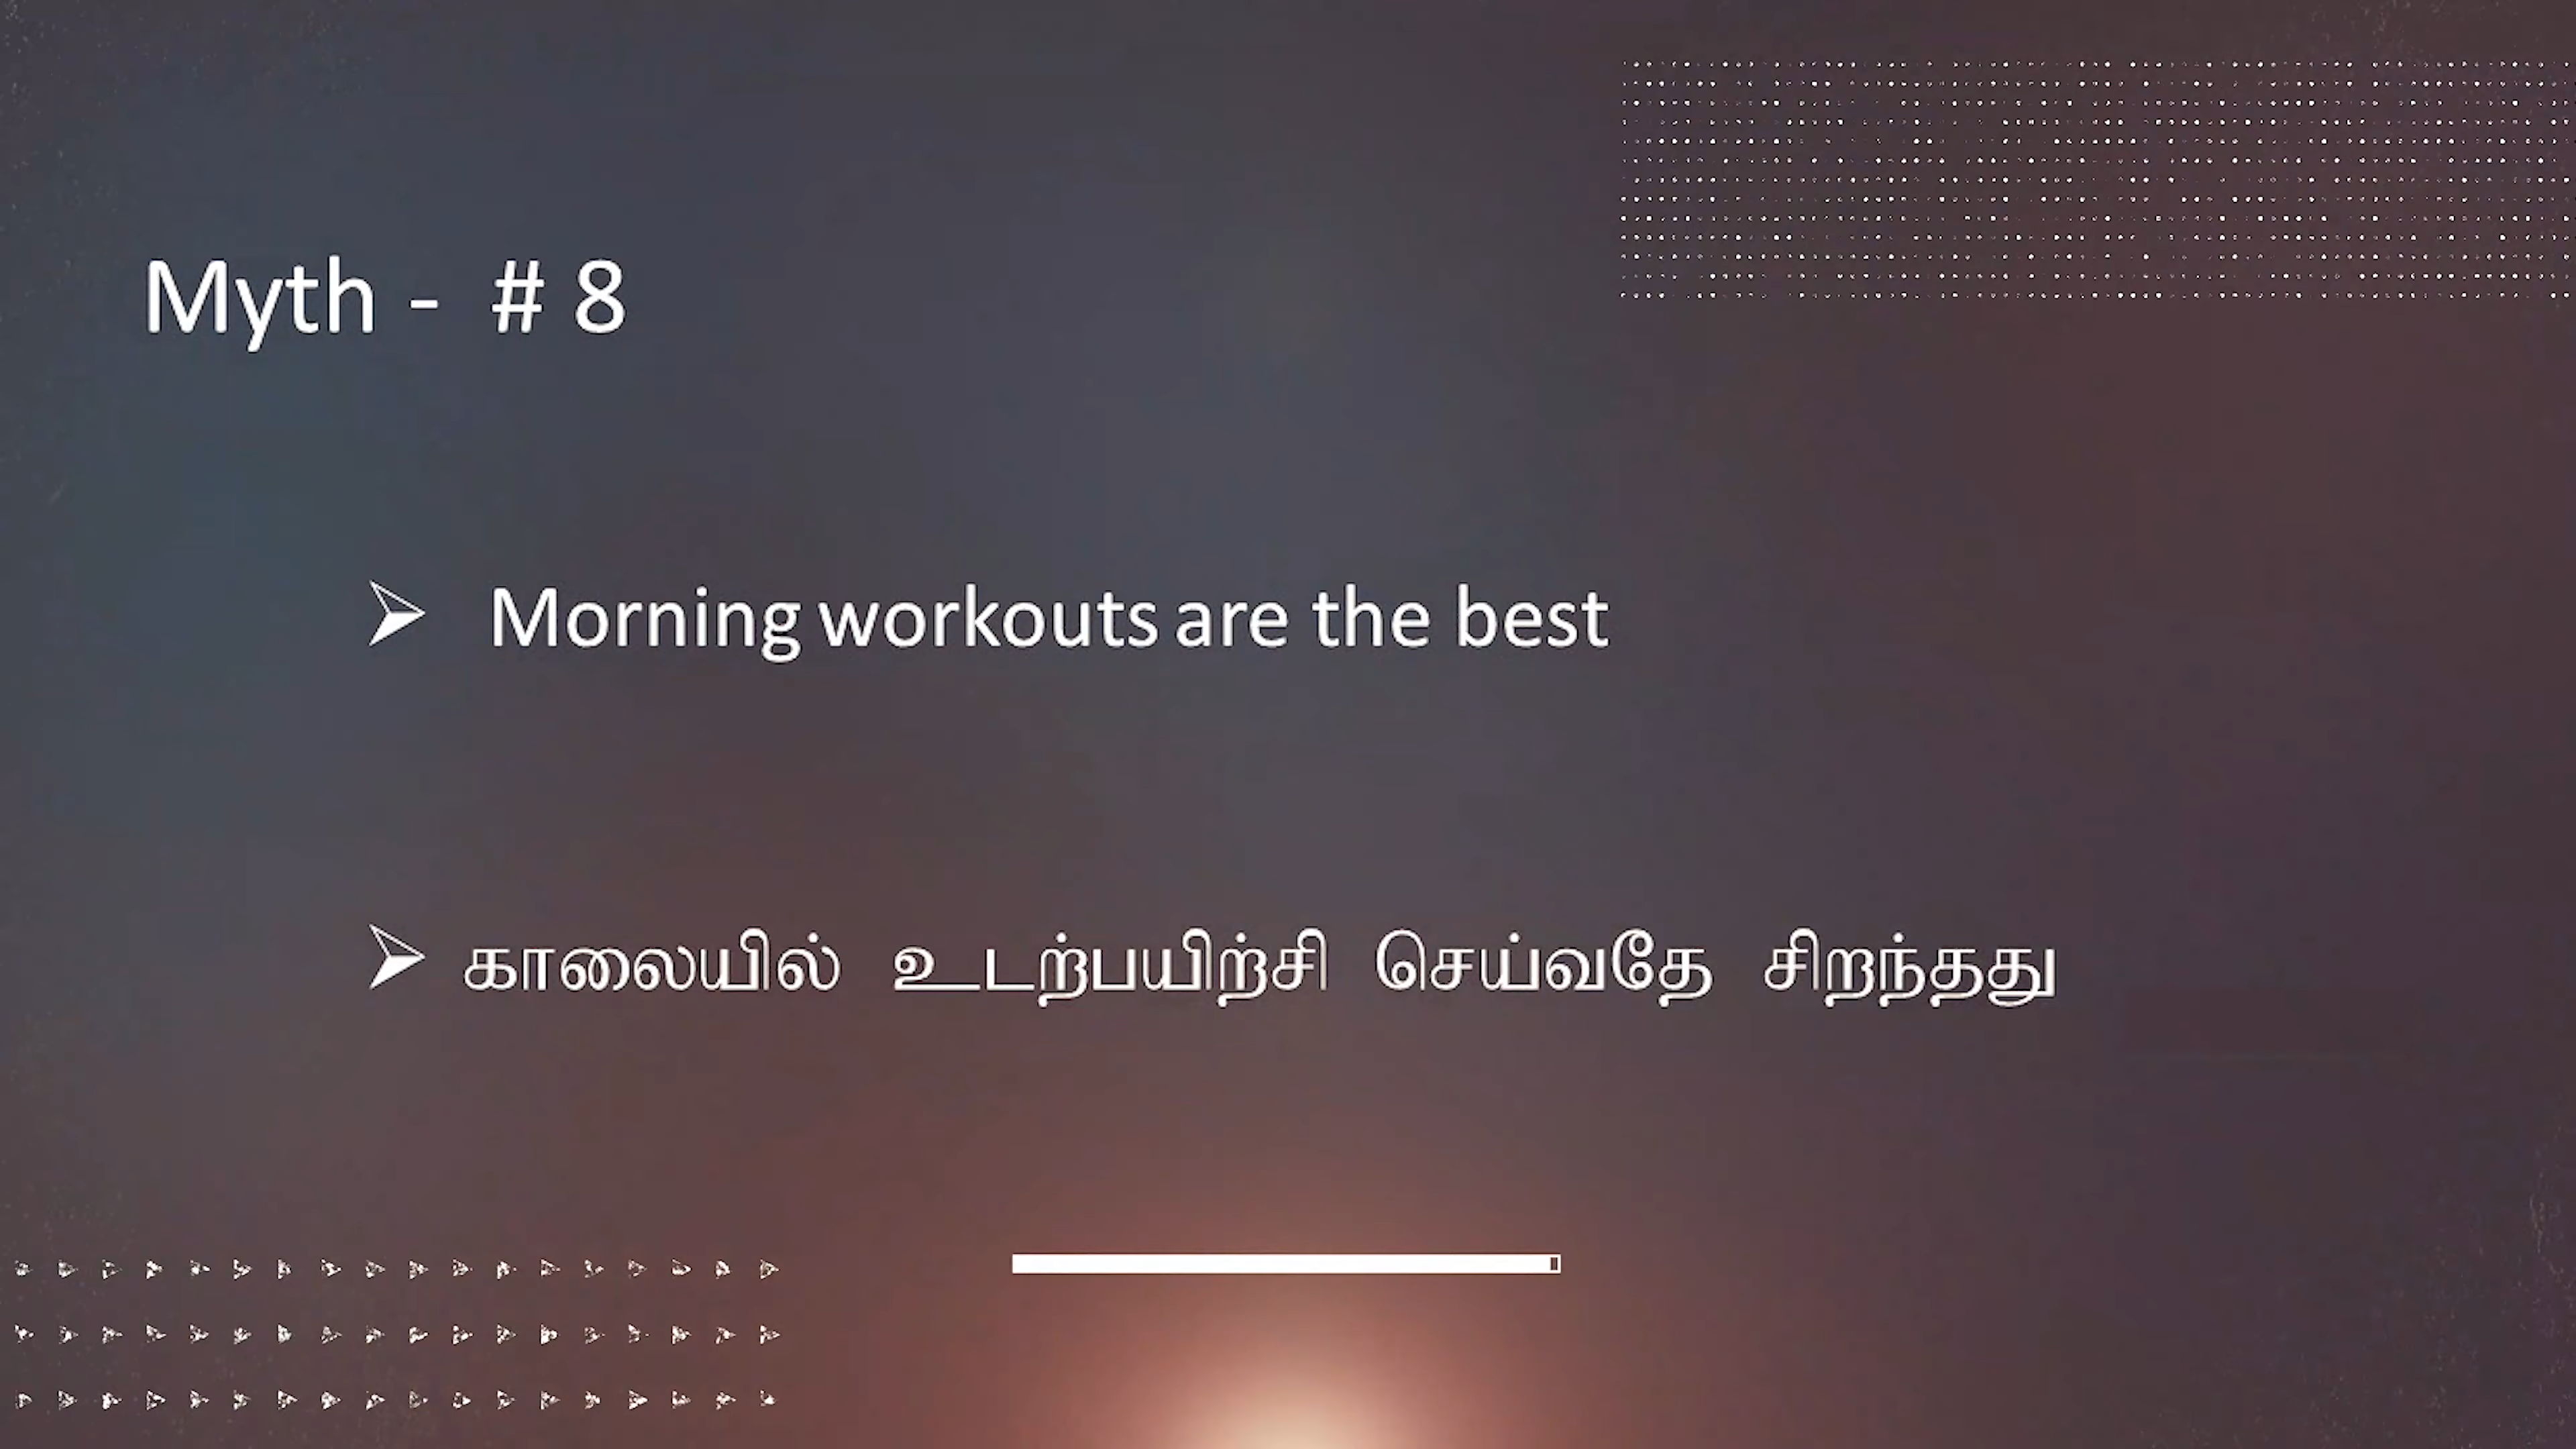 Myth - # 8
Morning workouts are the best
காலையில் உடற்பயிற்சி செய்வதே சிறந்தது